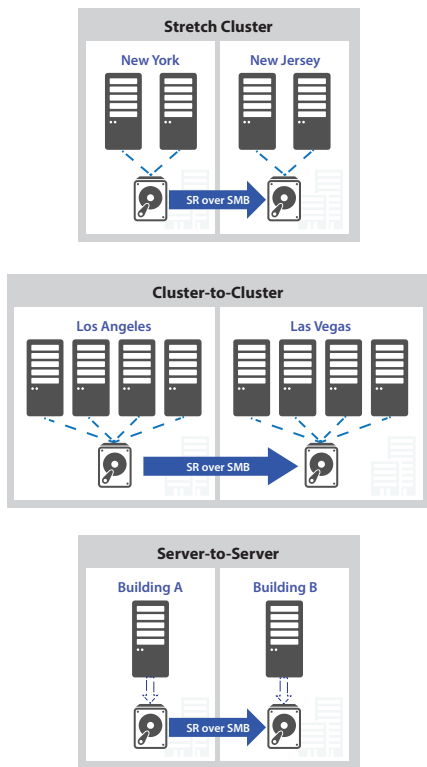 Stretch Cluster
New York
New Jersey
SR over SMB
Cluster-to-Cluster
Los Angeles
Las Vegas
SR over SMB
Server-to-Server
Building A
Building B
SR over SMB